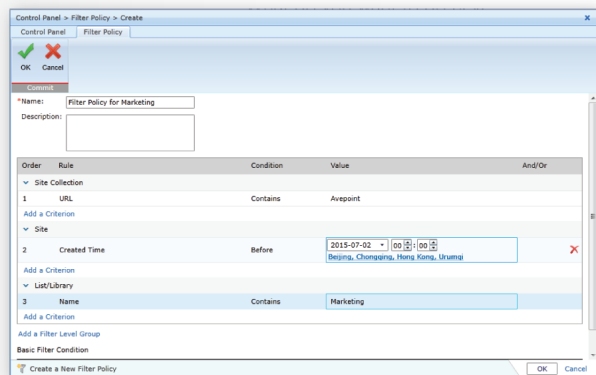 Control Panel > Filter Policy > Create
Control Panel Filter Policy
OK Cancel
Commit
*Name: Filter Policy for Marketing
Description:
Order Rule Condition Value And/Or
Site Collection
1 URL Contains Avepoint
Add a Criterion
Site
2 Created Time Before 2015-07-02 00 : 00
Beijing, Chongqing, Hong Kong, Urumqi
Add a Criterion
List/Library
3 Name Contains Marketing
Add a Criterion
Add a Filter Level Group
Basic Filter Condition
Create a New Filter Policy OK Cancel